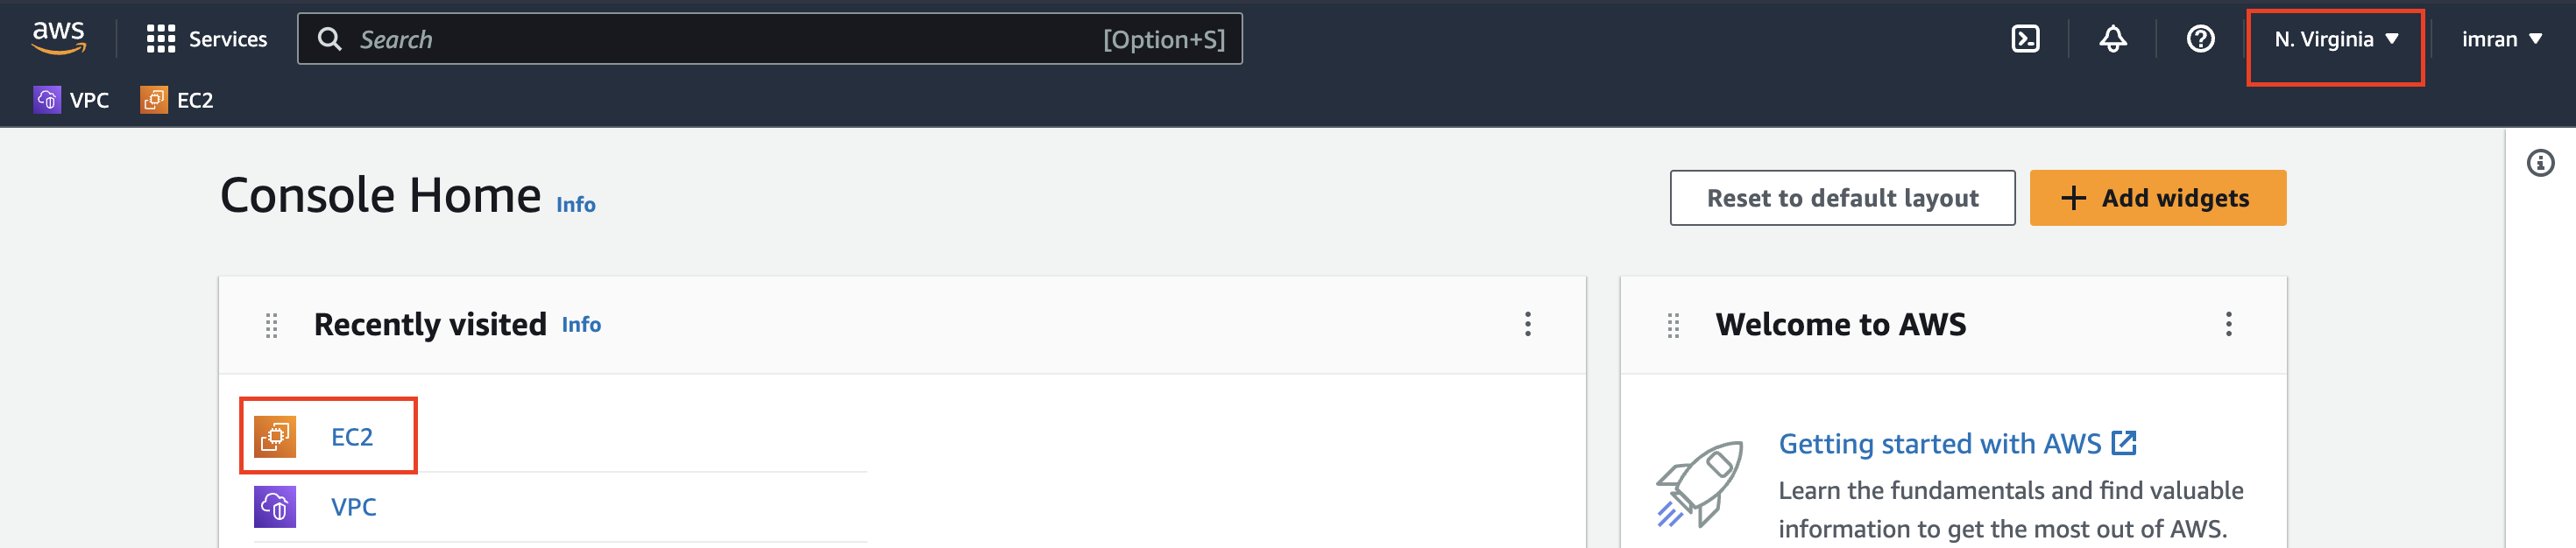 aws
Services
Search [Option+S]
N. Virginia
imran
VPC
EC2
Console Home Info
Reset to default layout
+ Add widgets
Recently visited Info
EC2
VPC
Welcome to AWS
Getting started with AWS
Learn the fundamentals and find valuable
information to get the most out of AWS.